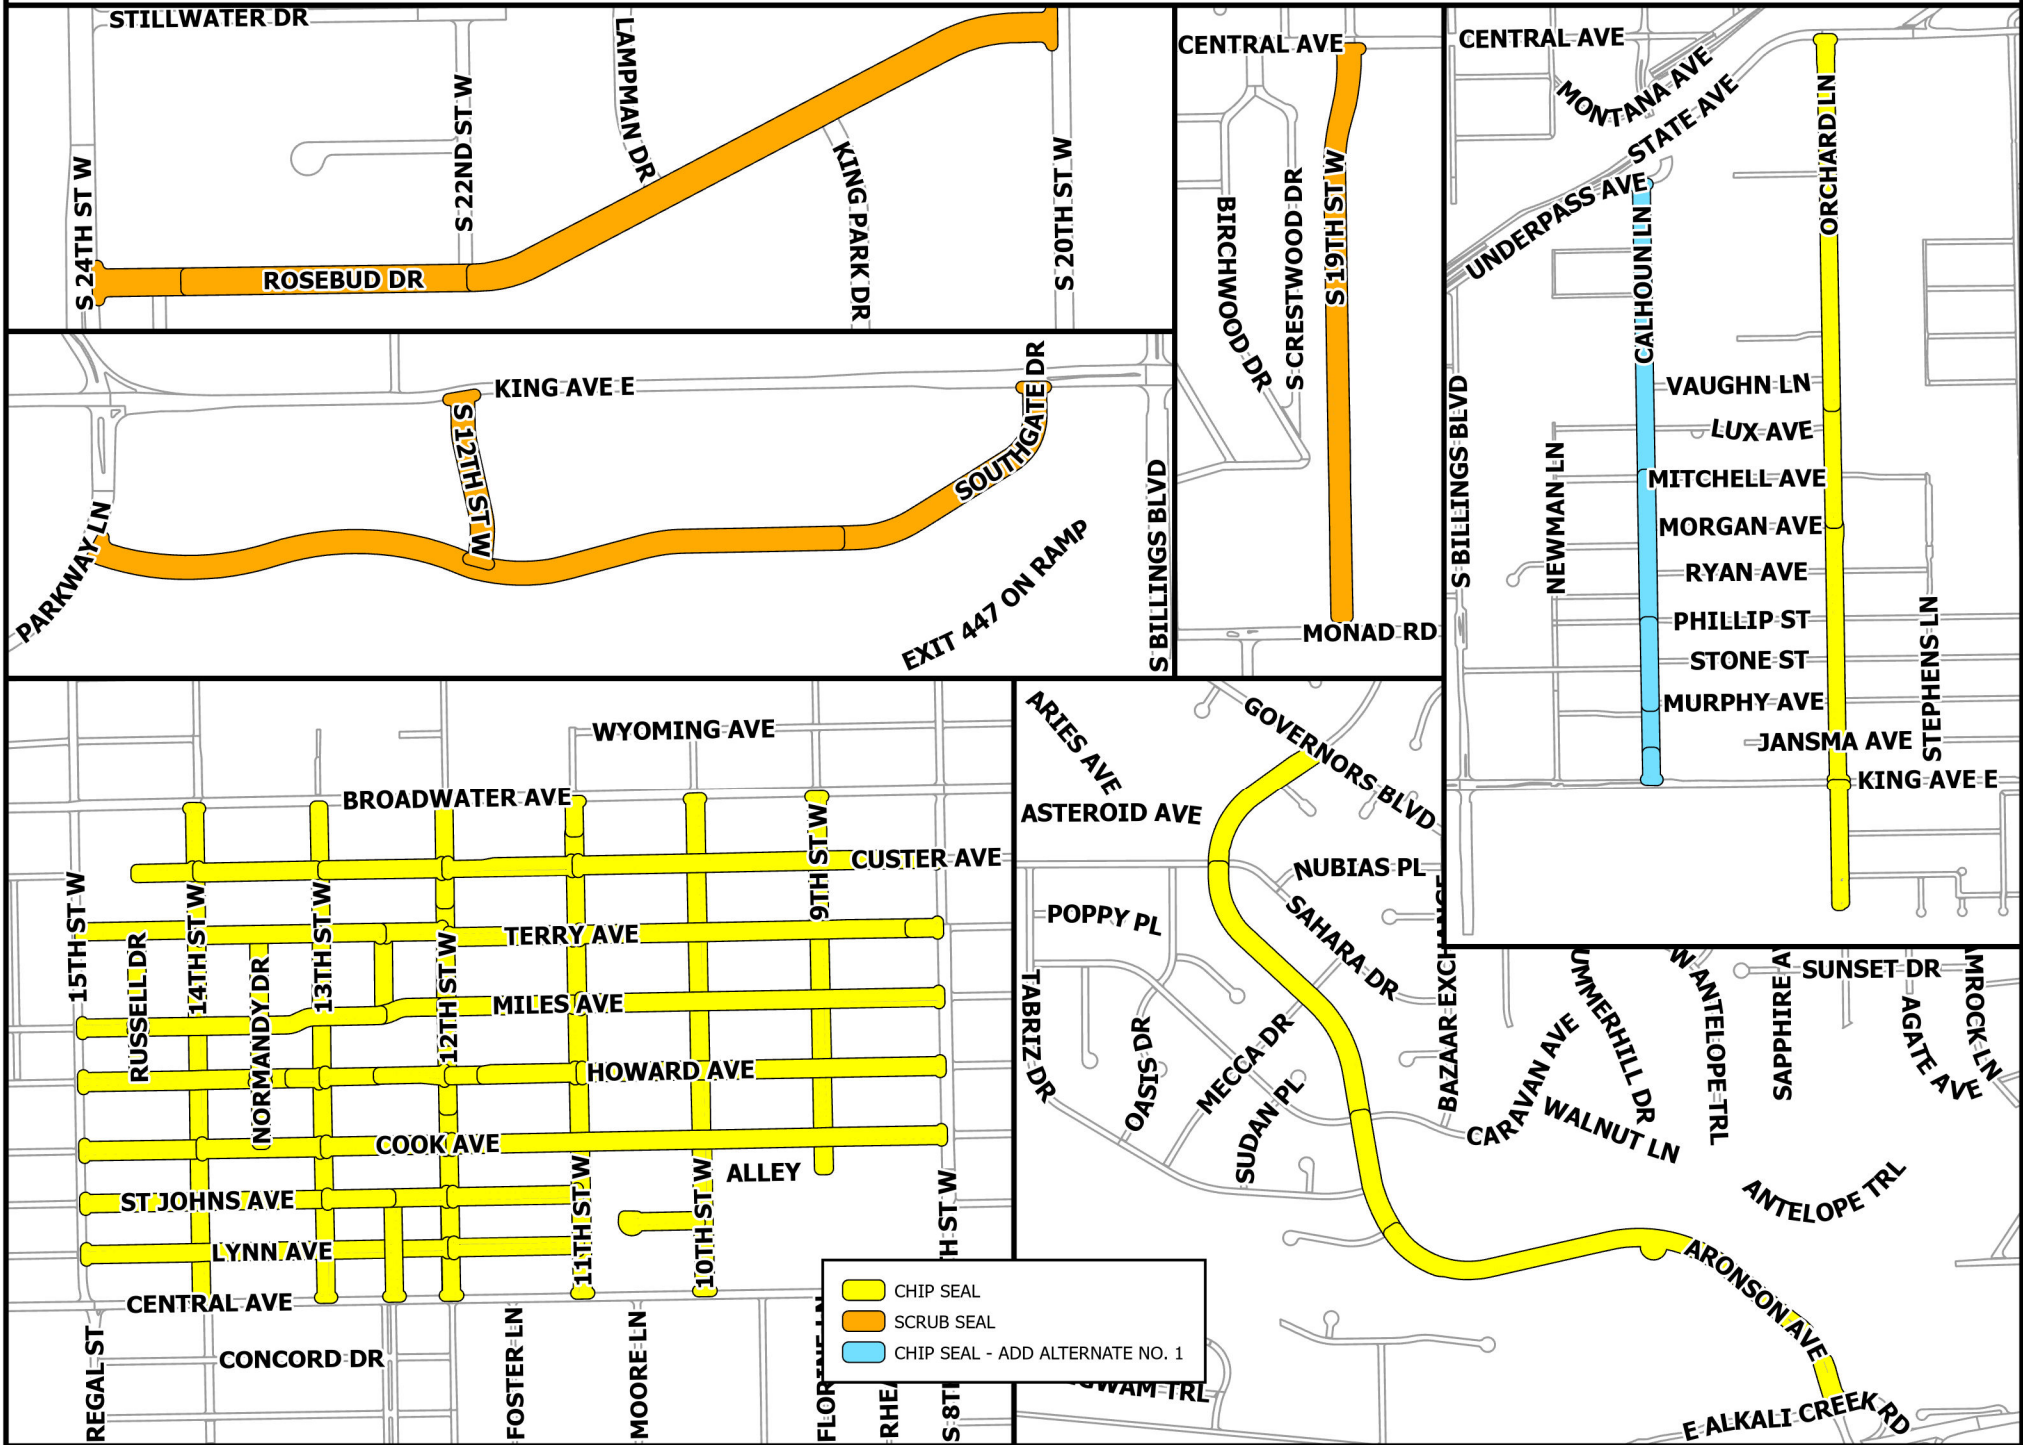 STILLWATER DR
LAMPMAN DR
S 22ND ST W
S 24TH ST W
KING PARK DR
S 20TH ST W
ROSEBUD DR
KING AVE E
SOUTHGATE DR
S 12TH ST W
PARKWAY LN
EXIT 447 ON RAMP
S BILLINGS BLVD
CENTRAL AVE
S 19TH ST W
BIRCHWOOD DR
S CRESTWOOD DR
MONAD RD
CENTRAL AVE
MONTANA AVE
STATE AVE
UNDERPASS AVE
ORCHARD LN
CALHOUN LN
VAUGHN LN
LUX AVE
S BILLINGS BLVD
NEWMAN LN
MITCHELL AVE
MORGAN AVE
RYAN AVE
PHILLIP ST
STONE ST
MURPHY AVE
STEPHENS LN
JANSMA AVE
KING AVE E
WYOMING AVE
BROADWATER AVE
9TH ST W
CUSTER AVE
15TH ST W
14TH ST W
13TH ST W
RUSSELL DR
NORMANDY DR
12TH ST W
TERRY AVE
MILES AVE
HOWARD AVE
COOK AVE
ALLEY
ST JOHNS AVE
11TH ST W
10TH ST W
LYNN AVE
CENTRAL AVE
REGAL ST
CONCORD DR
FOSTER LN
MOORE LN
ARIES AVE
GOVERNORS BLVD
ASTEROID AVE
NUBIAS PL
POPPY PL
SAHARA DR
TABRIZ DR
OASIS DR
MECCA DR
SUDAN PL
CARAVAN AVE
WALNUT LN
W ANTELOPE TRL
SUNSET DR
AGATE AVE
ANTELOPE TRL
ARONSON AVE
E ALKALI CREEK RD
CHIP SEAL
SCRUB SEAL
CHIP SEAL - ADD ALTERNATE NO. 1